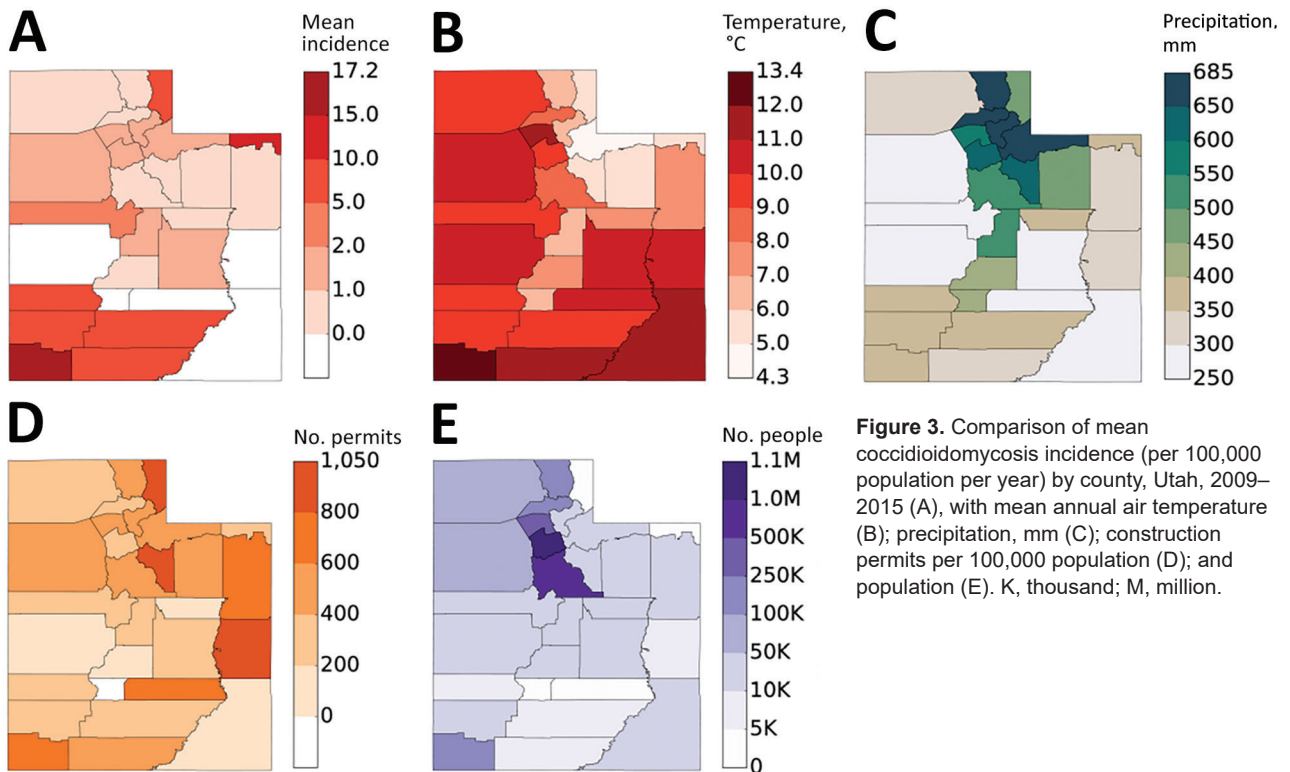 A
Mean
incidence
17.2
15.0
10.0
5.0
2.0
1.0
0.0
B
Temperature,
°C
13.4
12.0
11.0
10.0
9.0
8.0
7.0
6.0
5.0
4.3
C
Precipitation,
mm
685
650
600
550
500
450
400
350
300
250
D
No. permits
1,050
800
600
400
200
0
E
No. people
1.1M
1.0M
500K
250K
100K
50K
10K
5K
0
Figure 3. Comparison of mean
coccidioidomycosis incidence (per 100,000
population per year) by county, Utah, 2009–
2015 (A), with mean annual air temperature
(B); precipitation, mm (C); construction
permits per 100,000 population (D); and
population (E). K, thousand; M, million.